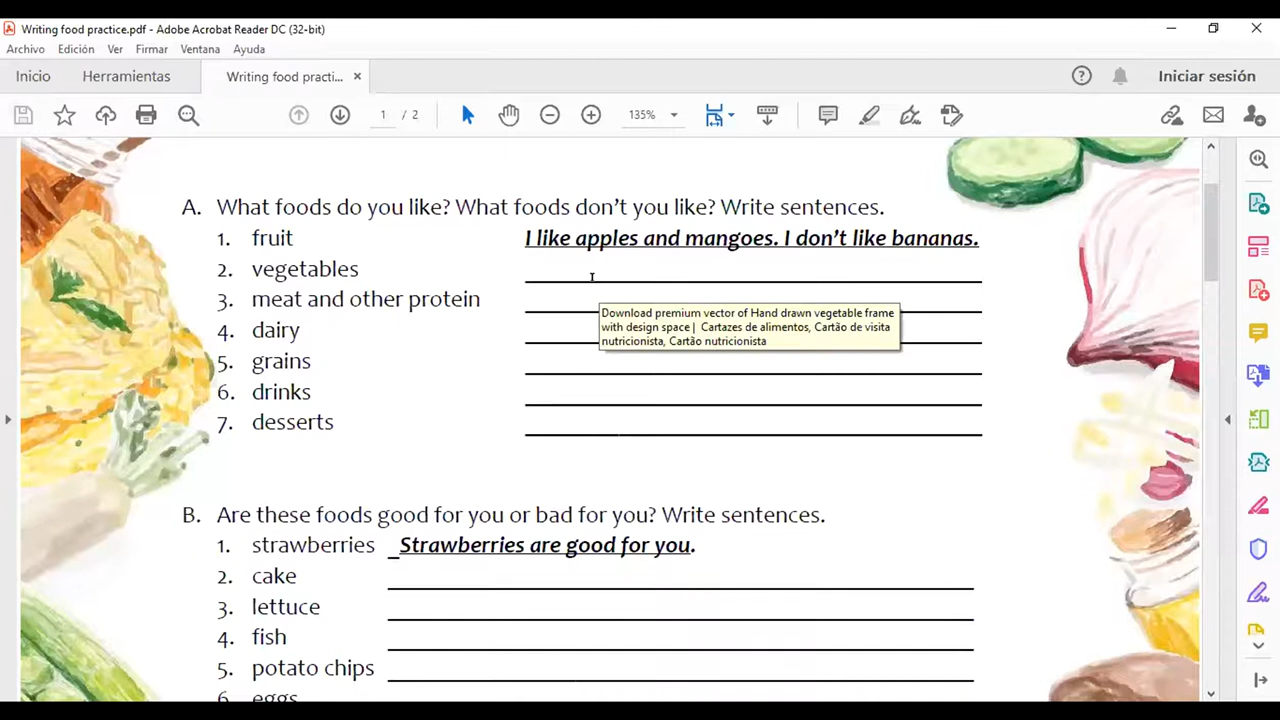 Writing food practice.pdf - Adobe Acrobat Reader DC (32-bit)
Archivo Edición Ver Firmar Ventana Ayuda
Inicio Herramientas Writing food practi... × Iniciar sesión
1 / 2 135%
A. What foods do you like? What foods don't you like? Write sentences.
1. fruit I like apples and mangoes. I don't like bananas.
2. vegetables
3. meat and other protein
Download premium vector of Hand drawn vegetable frame
with design space | Cartazes de alimentos, Cartão de visita
nutricionista, Cartão nutricionista
4. dairy
5. grains
6. drinks
7. desserts
B. Are these foods good for you or bad for you? Write sentences.
1. strawberries _Strawberries are good for you.
2. cake
3. lettuce
4. fish
5. potato chips
6. eggs